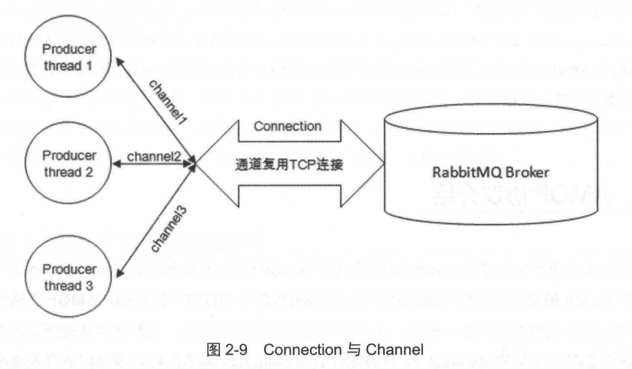 Producer
thread 1
channel1
Producer
thread 2
channel2
Connection
通道复用TCP连接
RabbitMQ Broker
channel3
Producer
thread 3
图 2-9 Connection 与 Channel